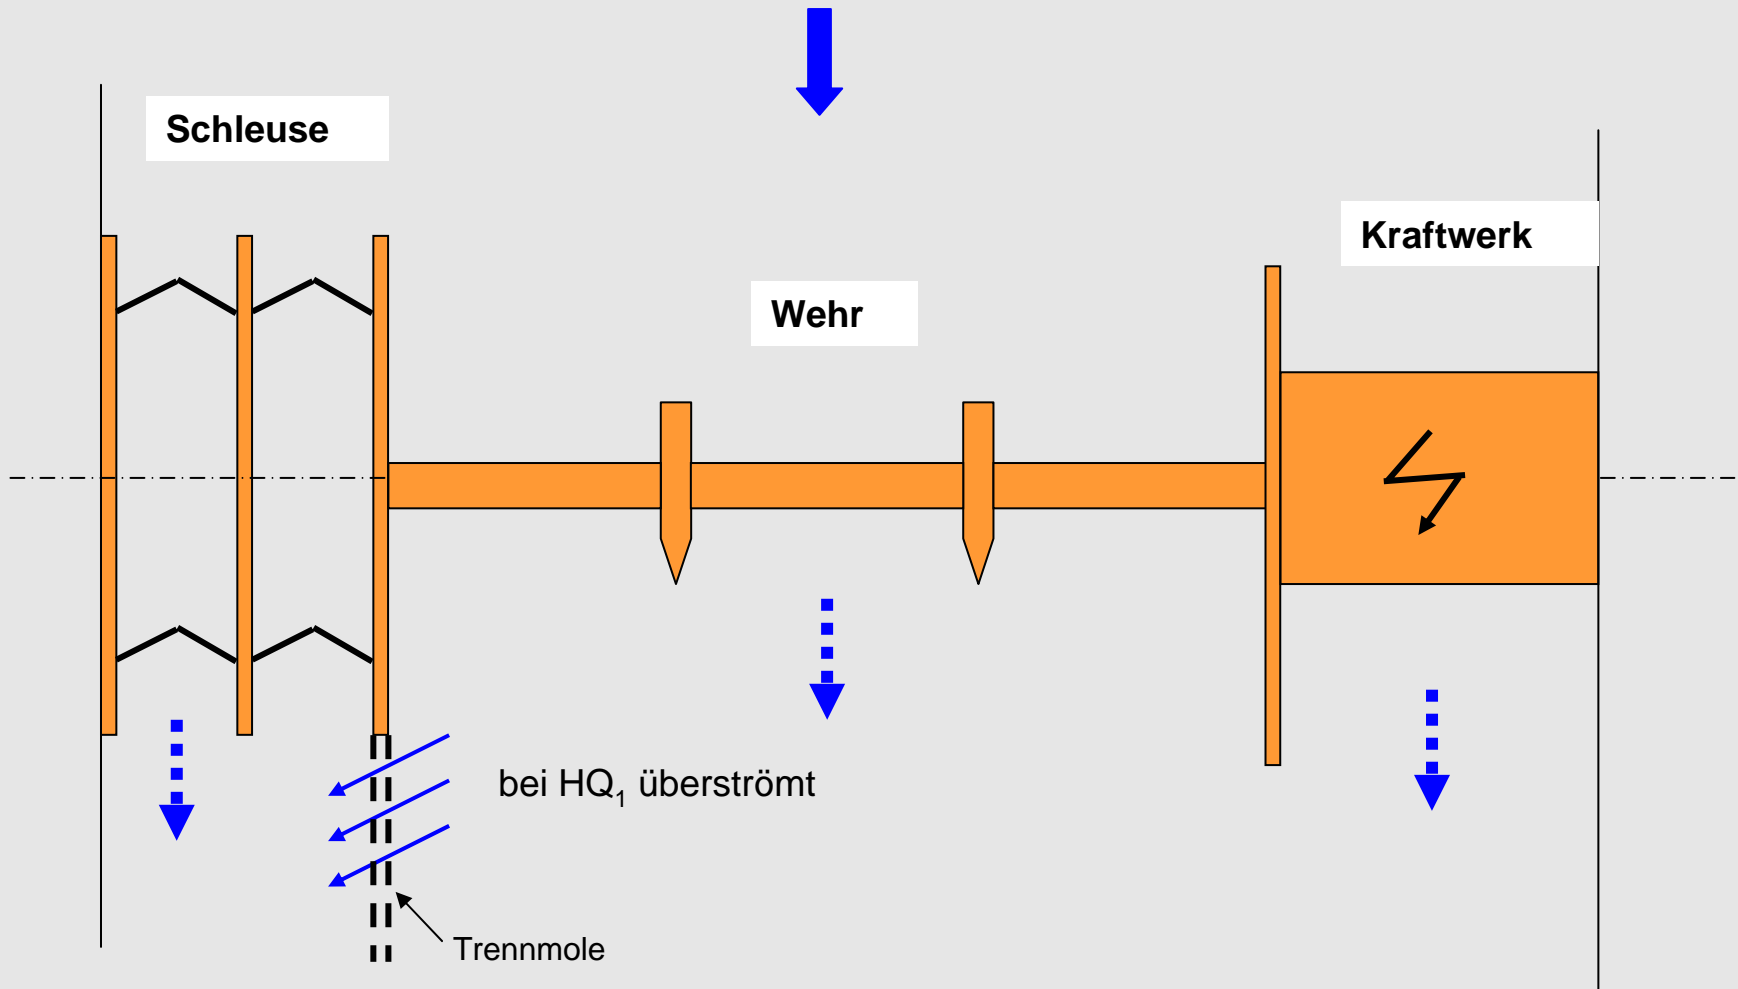 Schleuse
Kraftwerk
Wehr
bei HQ₁ überströmt
Trennmole